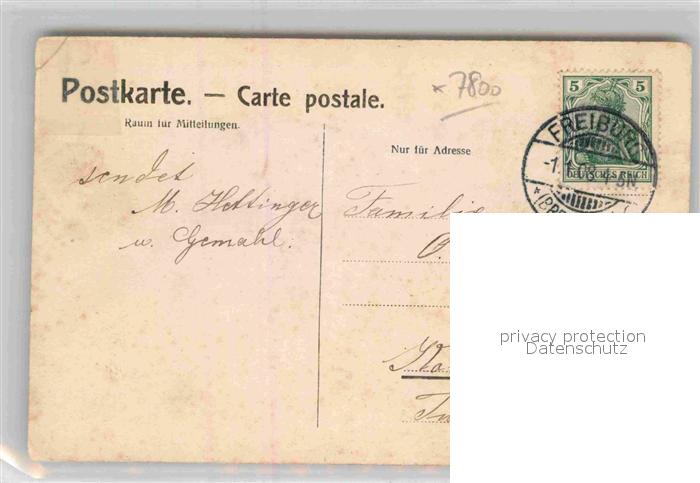 Postkarte. — Carte postale.
7800
Raum für Mitteilungen.
Nur für Adresse
5 5
DEUTSCHES REICH
FREIBURG
sendet
M. Hettinger
u. Gemahl.
Familie
privacy protection
Datenschutz